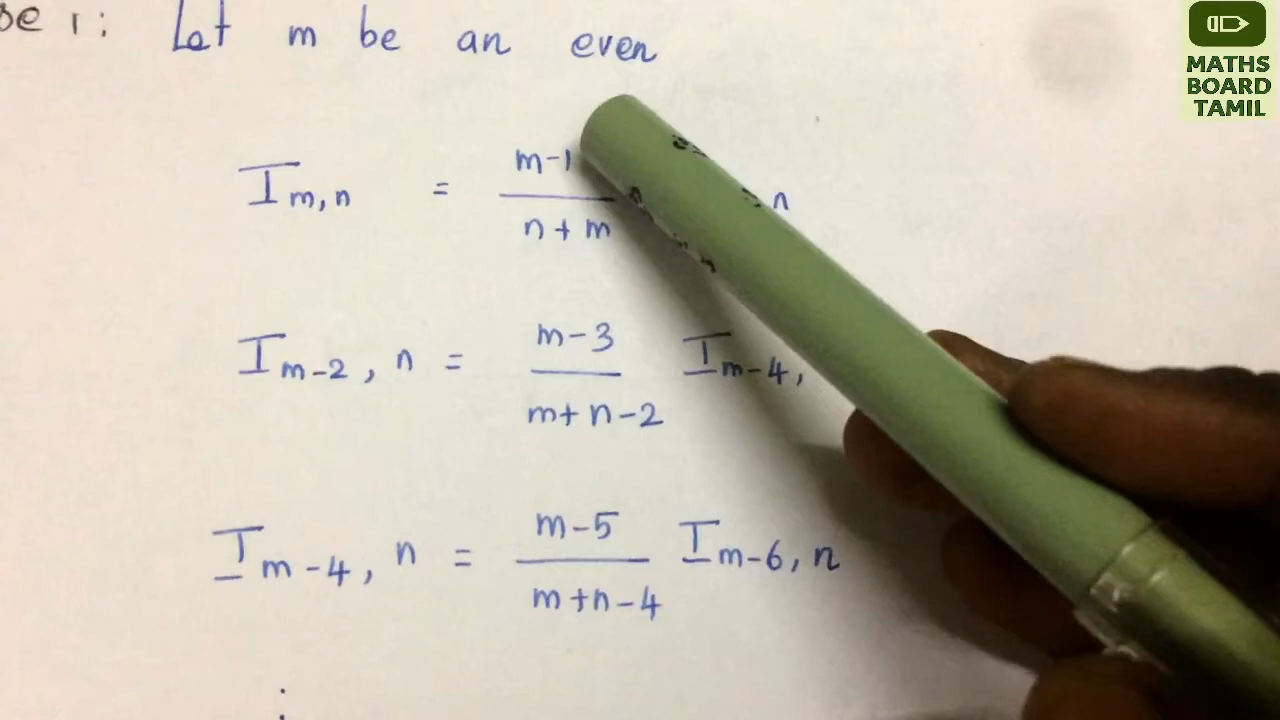 1: Let m be an even
MATHS
BOARD
TAMIL
I m,n = m-1 / n+m n
I m-2, n = m-3 / m+n-2 I m-4,
I m-4, n = m-5 / m+n-4 I m-6, n